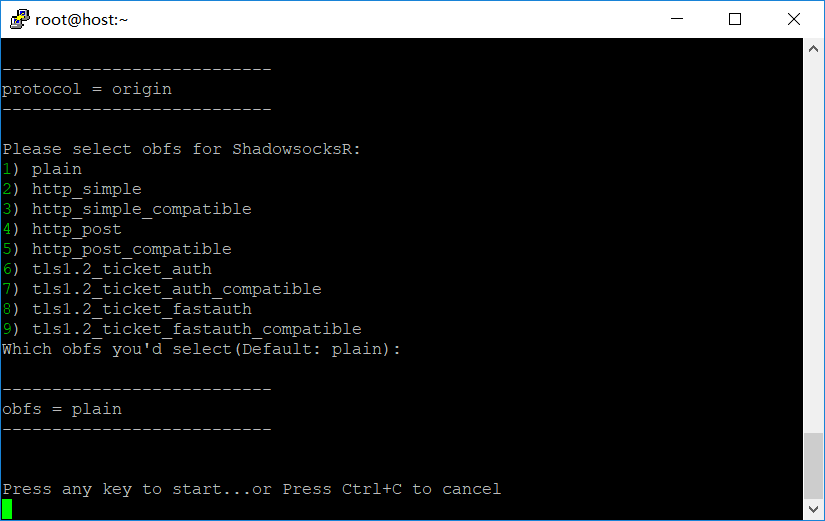 root@host:~
---------------------------
protocol = origin
---------------------------
Please select obfs for ShadowsocksR:
1) plain
2) http_simple
3) http_simple_compatible
4) http_post
5) http_post_compatible
6) tls1.2_ticket_auth
7) tls1.2_ticket_auth_compatible
8) tls1.2_ticket_fastauth
9) tls1.2_ticket_fastauth_compatible
Which obfs you'd select(Default: plain):
---------------------------
obfs = plain
---------------------------
Press any key to start...or Press Ctrl+C to cancel